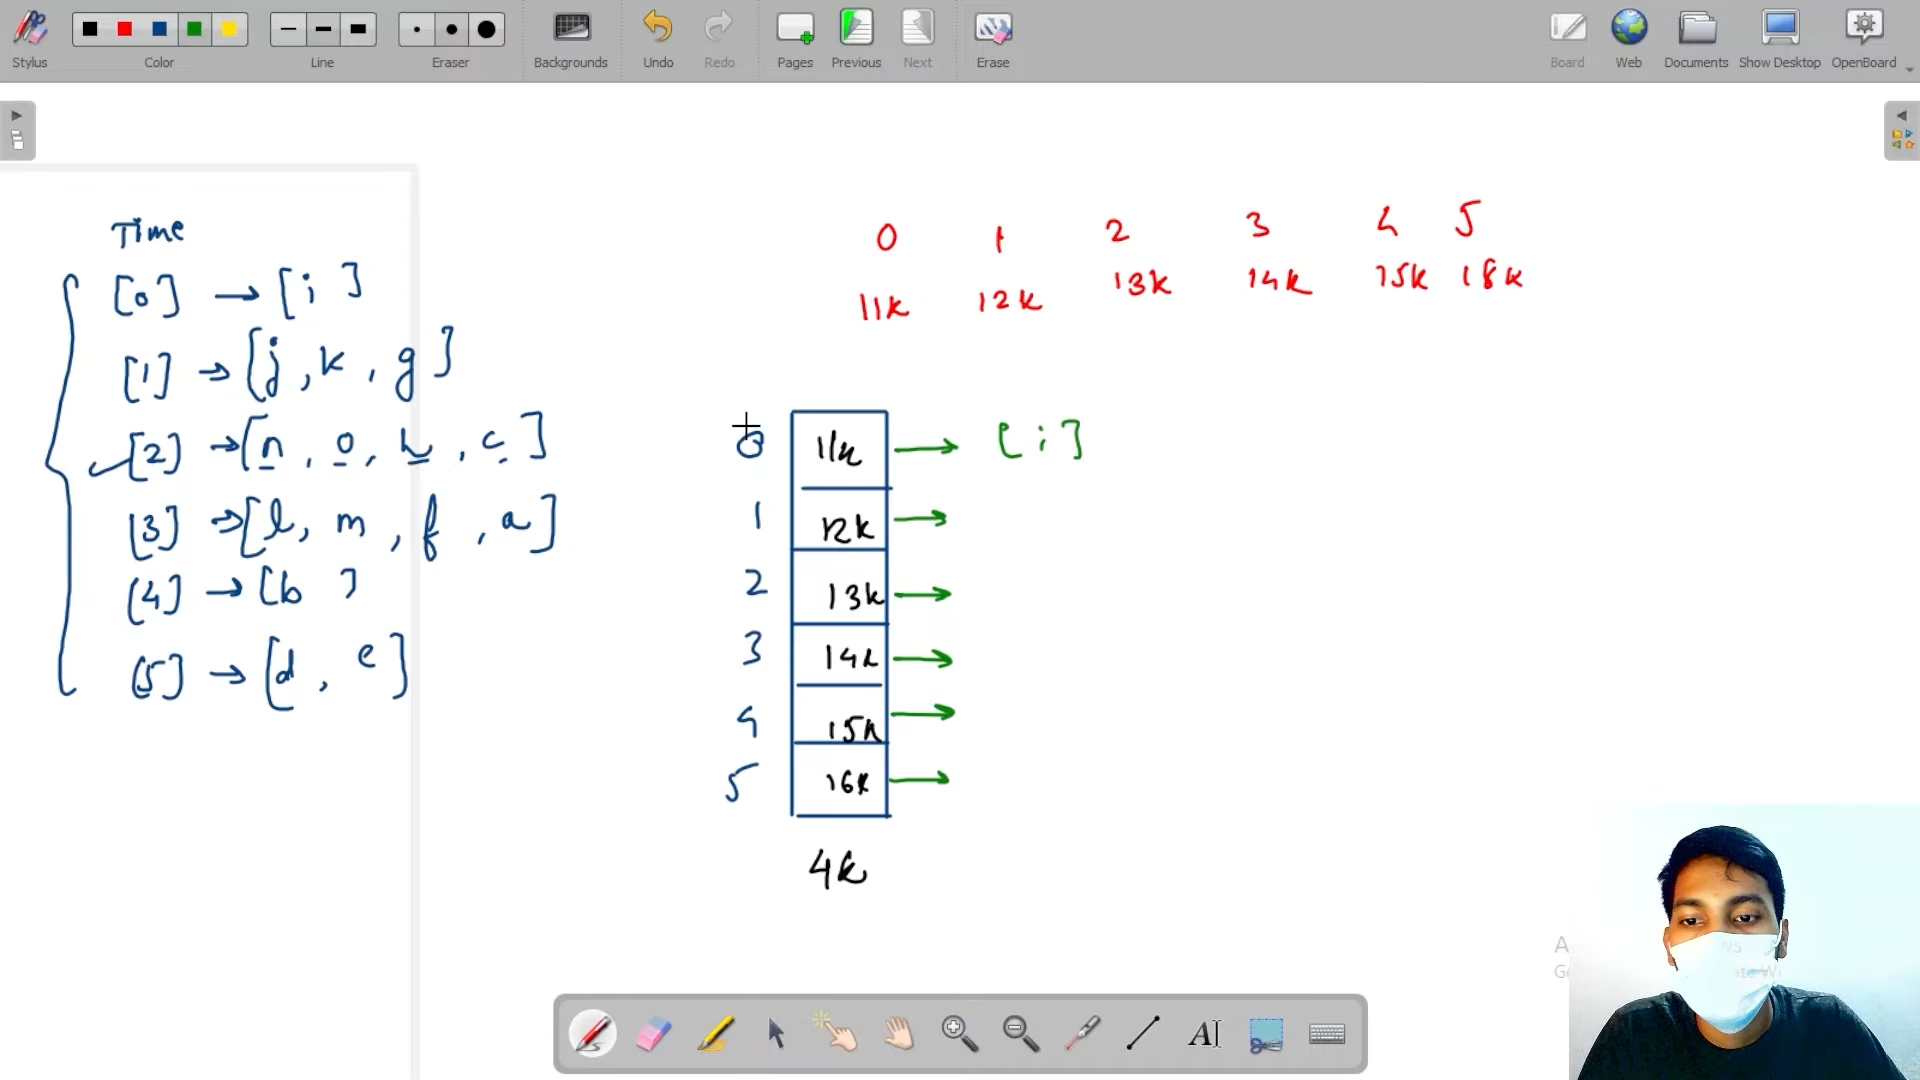 Stylus
Color
Line
Eraser
Backgrounds
Undo
Redo
Pages
Previous
Next
Erase
Board
Web
Documents
Show Desktop
OpenBoard
Time
[0] → [i]
[1] → [j, k, g]
[2] → [n, o, h, c]
[3] → [l, m, f, a]
[4] → [b]
[5] → [d, e]
0 1 2 3 4 5
11k 12k 13k 14k 15k 18k
0 11k → [i]
1 12k →
2 13k →
3 14k →
4 15k →
5 16k →
4k